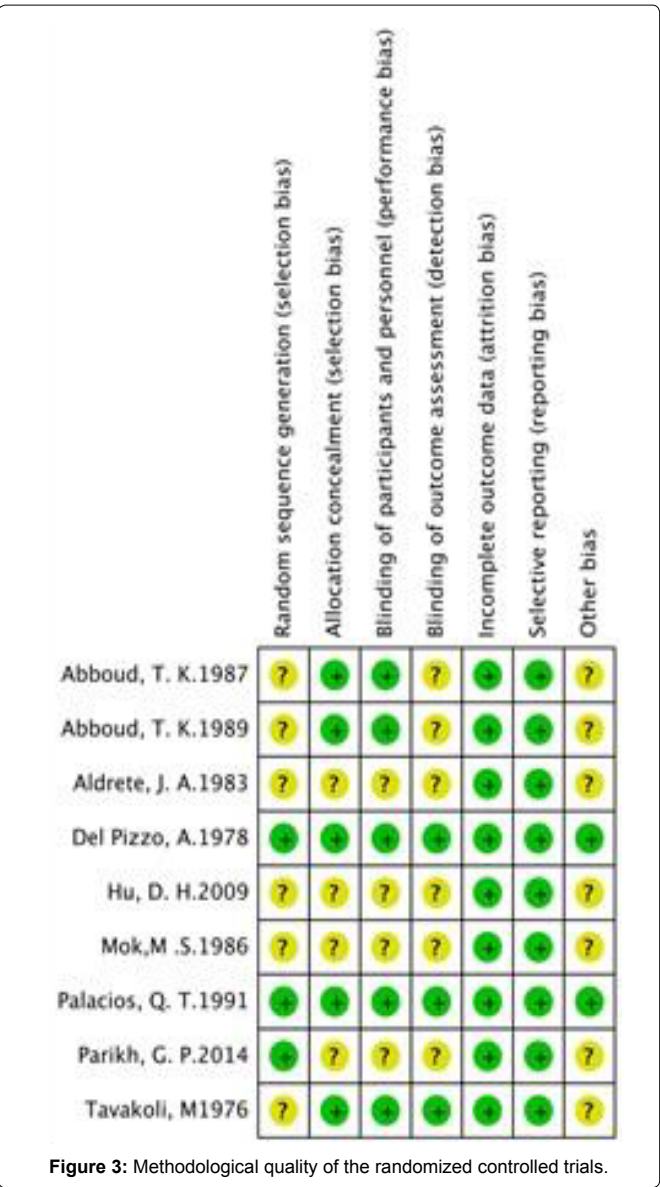 Random sequence generation (selection bias)
Allocation concealment (selection bias)
Blinding of participants and personnel (performance bias)
Blinding of outcome assessment (detection bias)
Incomplete outcome data (attrition bias)
Selective reporting (reporting bias)
Other bias
Abboud, T. K.1987 ? + + ? + + ?
Abboud, T. K.1989 ? + + ? + + ?
Aldrete, J. A.1983 ? ? ? ? + + ?
Del Pizzo, A.1978 + + + + + + +
Hu, D. H.2009 ? ? ? ? + + ?
Mok,M .S.1986 ? ? ? ? + + ?
Palacios, Q. T.1991 + + + + + + +
Parikh, G. P.2014 + ? ? ? + + ?
Tavakoli, M1976 ? + + + + + ?
Figure 3: Methodological quality of the randomized controlled trials.